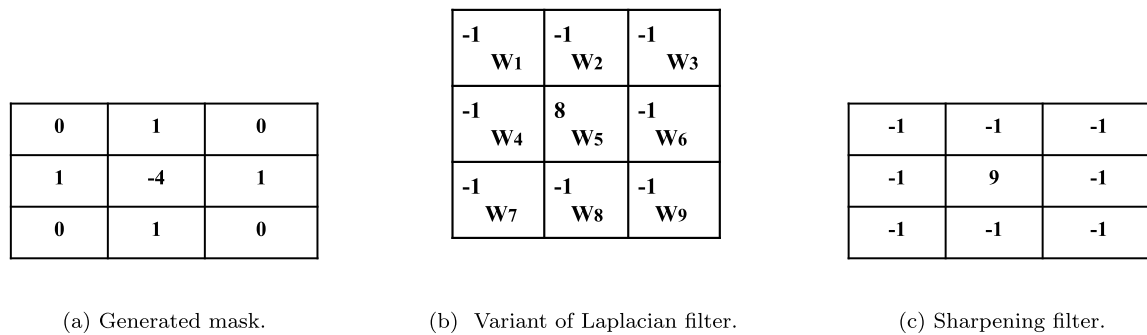 0 1 0
1 -4 1
0 1 0
-1 W1 -1 W2 -1 W3
-1 W4 8 W5 -1 W6
-1 W7 -1 W8 -1 W9
-1 -1 -1
-1 9 -1
-1 -1 -1
(a) Generated mask.
(b) Variant of Laplacian filter.
(c) Sharpening filter.